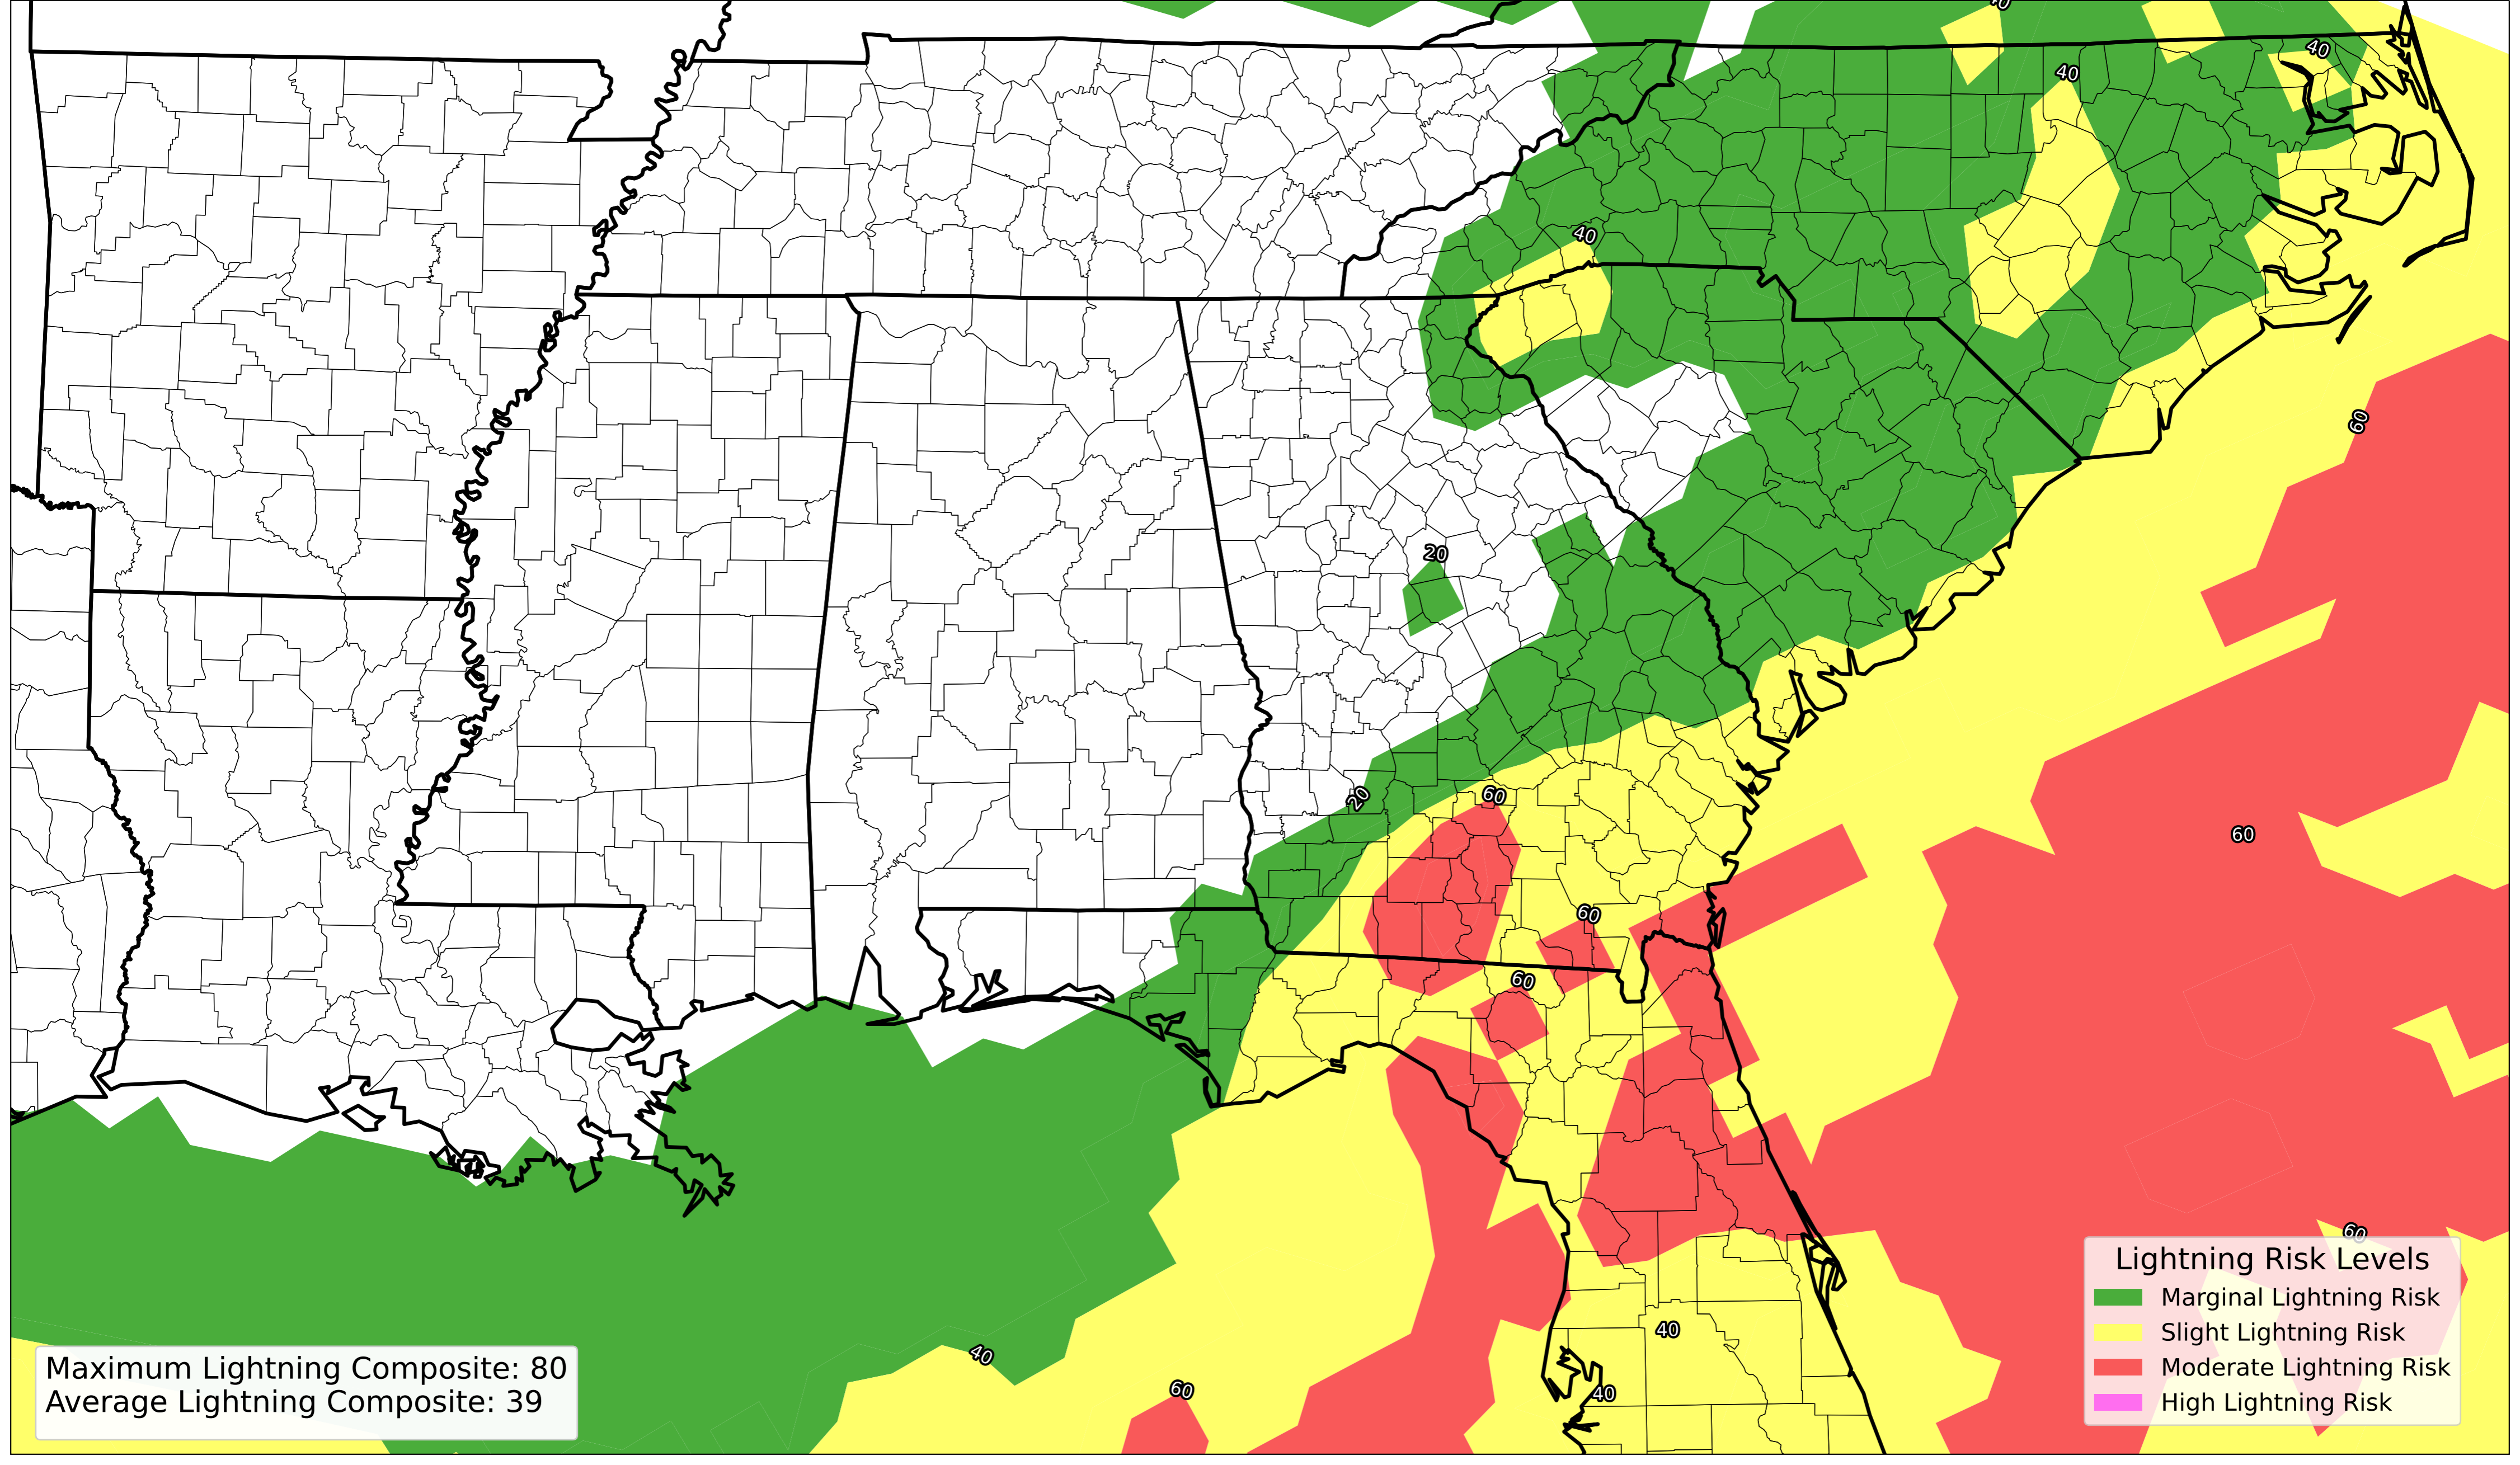 40
40
40
40
60
20
60
20
60
60
60
60
40
40
60
40
Maximum Lightning Composite: 80
Average Lightning Composite: 39
Lightning Risk Levels
Marginal Lightning Risk
Slight Lightning Risk
Moderate Lightning Risk
High Lightning Risk